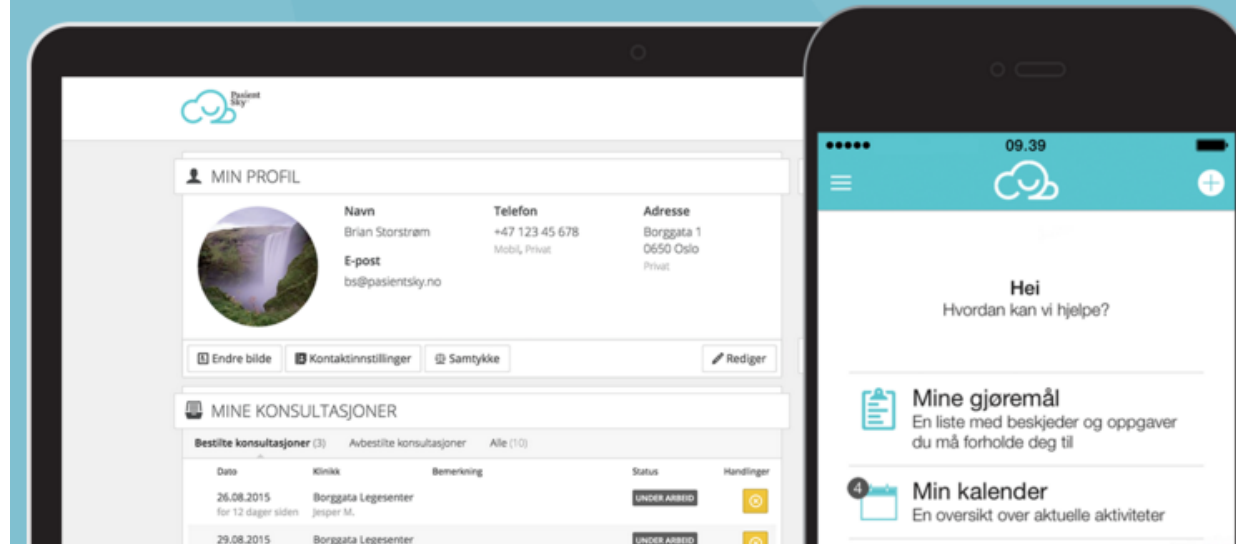 Pasient
Sky
MIN PROFIL
Navn
Brian Storstrøm
E-post
bs@pasientsky.no
Telefon
+47 123 45 678
Mobil, Privat
Adresse
Borggata 1
0650 Oslo
Privat
Endre bilde
Kontaktinnstillinger
Samtykke
Rediger
MINE KONSULTASJONER
Bestilte konsultasjoner (3) Avbestilte konsultasjoner Alle (10)
Dato Klinikk Bemerkning Status Handlinger
26.08.2015 Borggata Legesenter UNDER ARBEID
for 12 dager siden Jesper M.
29.08.2015 Borggata Legesenter UNDER ARBEID
09.39
Hei
Hvordan kan vi hjelpe?
Mine gjøremål
En liste med beskjeder og oppgaver
du må forholde deg til
4
Min kalender
En oversikt over aktuelle aktiviteter